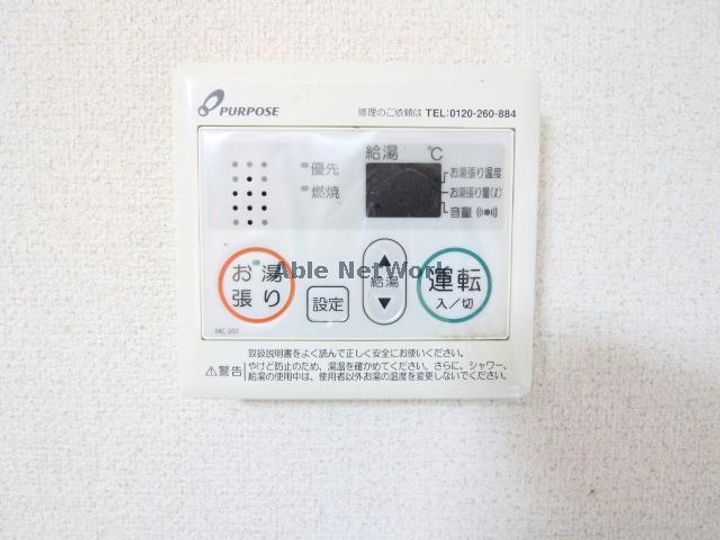 PURPOSE
修理のご依頼は TEL:0120-260-884
給湯 ℃
優先
燃焼
お湯張り温度
お湯張り量(ℓ)
音量
お湯張り
設定
▲
給湯
▼
運転
入/切
Able NetWork
MC-201
⚠警告
取扱説明書をよく読んで正しく安全にお使いください。
やけど防止のため、湯温を確かめてください。さらに、シャワー、
給湯の使用中は、使用者以外お湯の温度を変更しないでください。